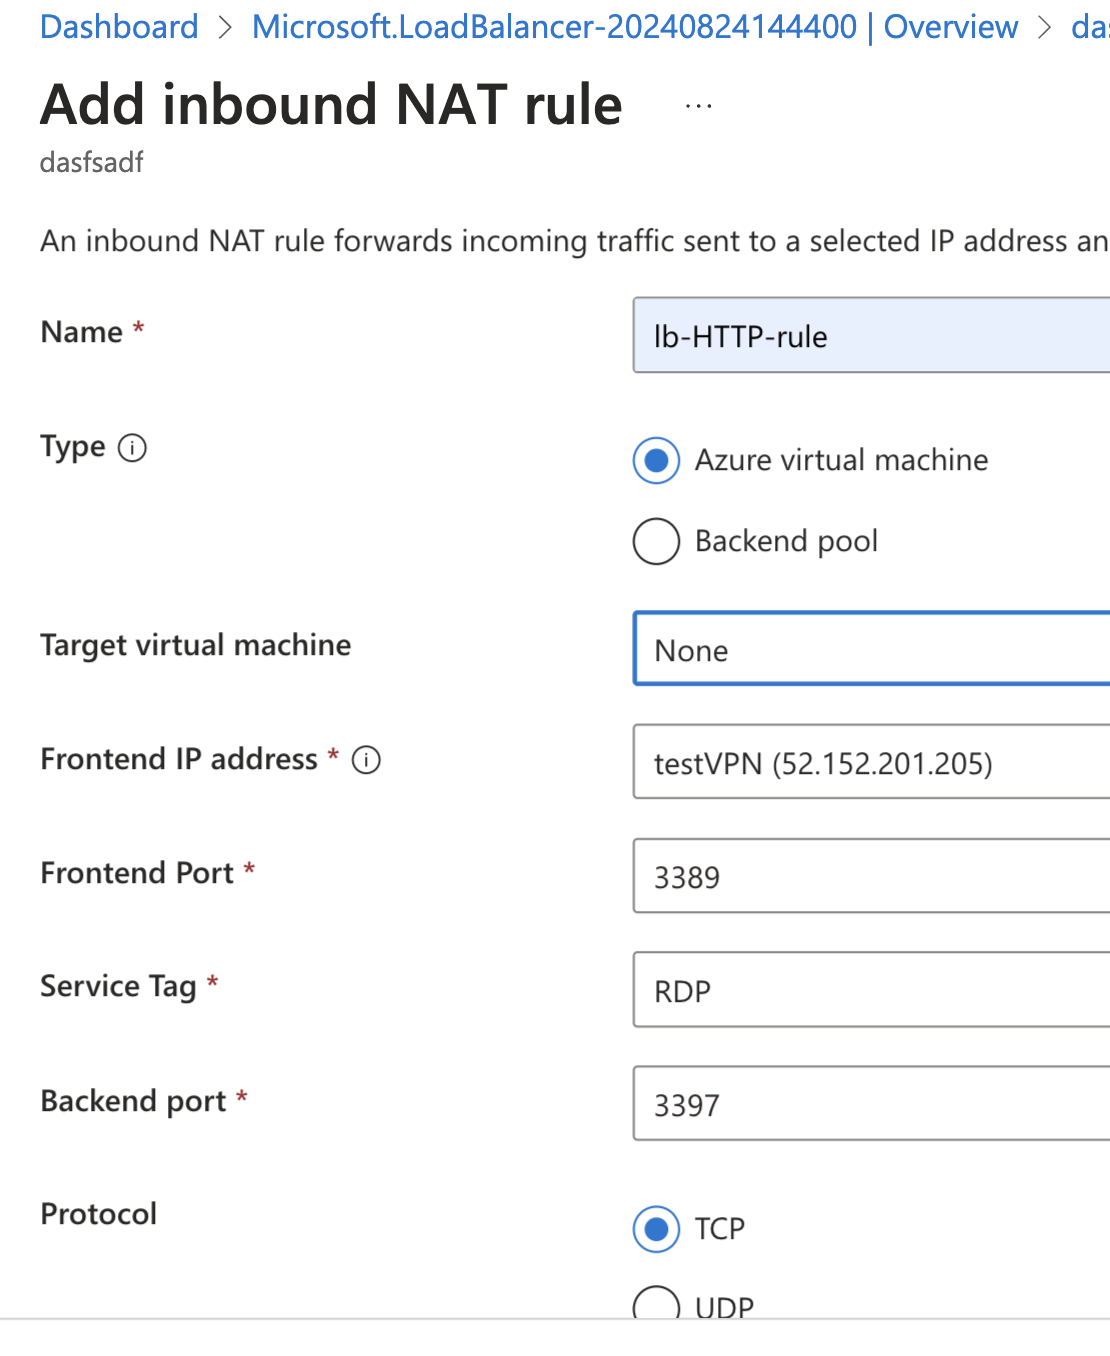 Dashboard > Microsoft.LoadBalancer-20240824144400 | Overview > das
Add inbound NAT rule ...
dasfsadf
An inbound NAT rule forwards incoming traffic sent to a selected IP address an
Name *
lb-HTTP-rule
Type
Azure virtual machine
Backend pool
Target virtual machine
None
Frontend IP address *
testVPN (52.152.201.205)
Frontend Port *
3389
Service Tag *
RDP
Backend port *
3397
Protocol
TCP
UDP